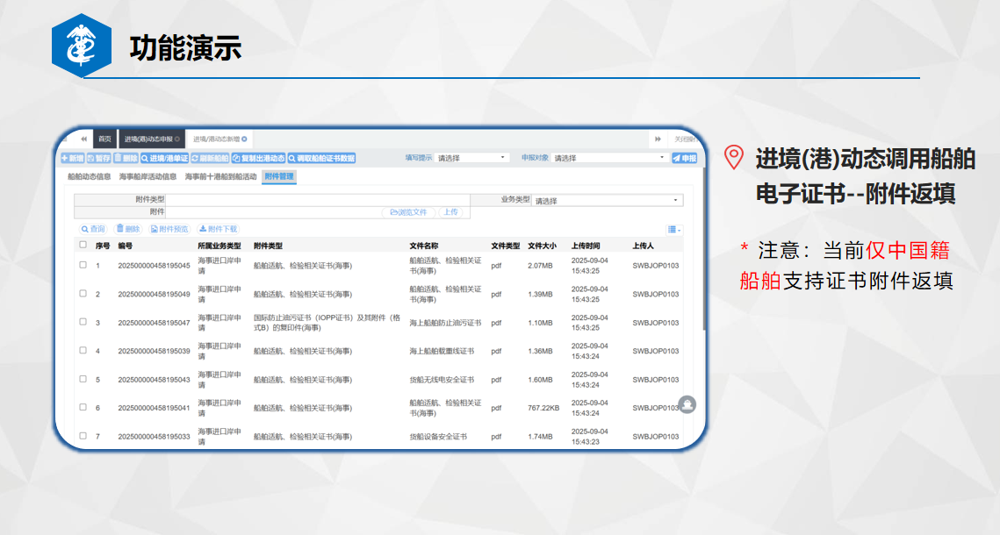 功能演示
首页 进境(港)动态申报 进境/港动态新增
新增 暂存 删除 进境/港单证 刷新船舶 复制出港动态 调取船舶证书数据 填写提示 请选择 申报对象 请选择 申报
船舶动态信息 海事船岸活动信息 海事前十港船到船活动 附件管理
附件类型 业务类型 请选择
附件 浏览文件 上传
查询 删除 附件预览 附件下载
序号 编号 所属业务类型 附件类型 文件名称 文件类型 文件大小 上传时间 上传人
1 202500000458195045 海事进口岸申请 船舶适航、检验相关证书(海事) 船舶适航、检验相关证书(海事) pdf 2.07MB 2025-09-04 15:43:25 SWBJOP0103
2 202500000458195049 海事进口岸申请 船舶适航、检验相关证书(海事) 船舶适航、检验相关证书(海事) pdf 1.39MB 2025-09-04 15:43:25 SWBJOP0103
3 202500000458195047 海事进口岸申请 国际防止油污证书（IOPP证书）及其附件（格式B）的复印件(海事) 海上船舶防止油污证书 pdf 1.10MB 2025-09-04 15:43:25 SWBJOP0103
4 202500000458195039 海事进口岸申请 船舶适航、检验相关证书(海事) 海上船舶载重线证书 pdf 1.36MB 2025-09-04 15:43:24 SWBJOP0103
5 202500000458195043 海事进口岸申请 船舶适航、检验相关证书(海事) 货船无线电安全证书 pdf 1.60MB 2025-09-04 15:43:24 SWBJOP0103
6 202500000458195041 海事进口岸申请 船舶适航、检验相关证书(海事) 船舶适航、检验相关证书(海事) pdf 767.22KB 2025-09-04 15:43:24 SWBJOP0103
7 202500000458195033 海事进口岸申请 船舶适航、检验相关证书(海事) 货船设备安全证书 pdf 1.74MB 2025-09-04 15:43:23 SWBJOP0103
进境(港)动态调用船舶
电子证书--附件返填
* 注意：当前仅中国籍
船舶支持证书附件返填